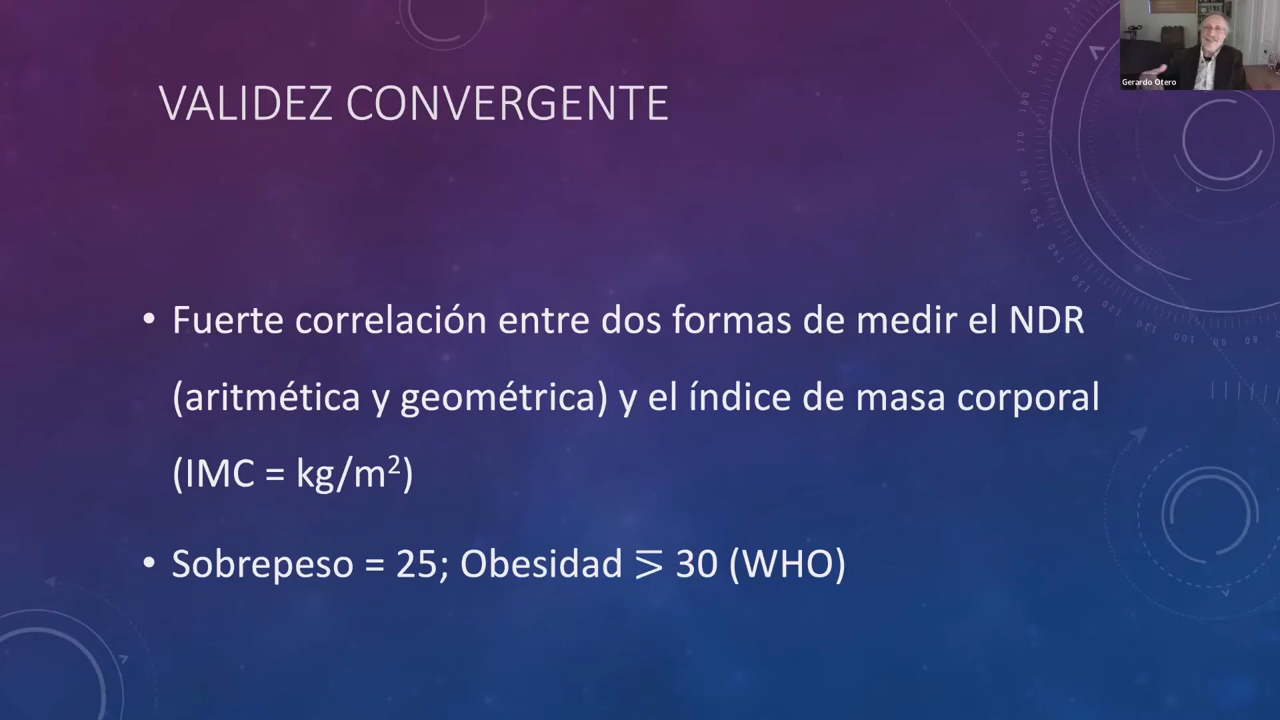 VALIDEZ CONVERGENTE
Gerardo Otero
• Fuerte correlación entre dos formas de medir el NDR
(aritmética y geométrica) y el índice de masa corporal
(IMC = kg/m²)
• Sobrepeso = 25; Obesidad ⋝ 30 (WHO)